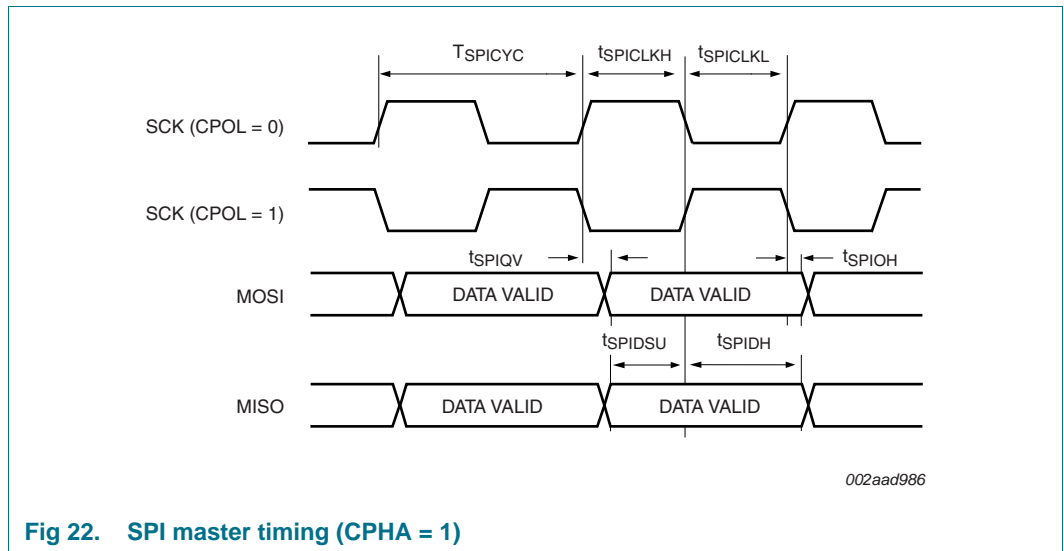 TSPICYC tSPICLKH tSPICLKL
SCK (CPOL = 0)
SCK (CPOL = 1)
tSPIQV tSPIOH
MOSI DATA VALID DATA VALID
tSPIDSU tSPIDH
MISO DATA VALID DATA VALID
002aad986
Fig 22. SPI master timing (CPHA = 1)